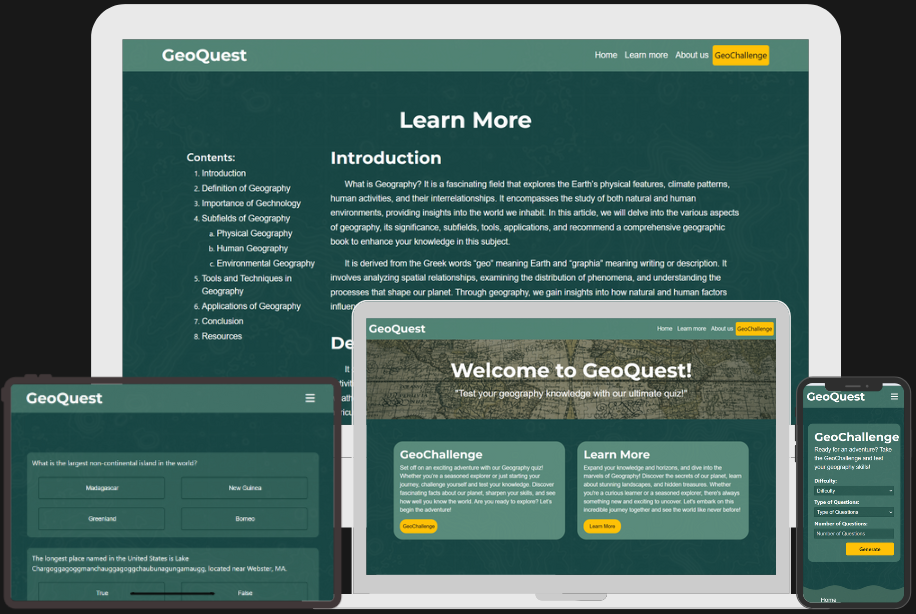 GeoQuest
Home Learn more About us GeoChallenge
Learn More
Contents:
1. Introduction
2. Definition of Geography
3. Importance of Gechnology
4. Subfields of Geography
a. Physical Geography
b. Human Geography
c. Environmental Geography
5. Tools and Techniques in
Geography
6. Applications of Geography
7. Conclusion
8. Resources
Introduction
What is Geography? It is a fascinating field that explores the Earth's physical features, climate patterns,
human activities, and their interrelationships. It encompasses the study of both natural and human
environments, providing insights into the world we inhabit. In this article, we will delve into the various aspects
of geography, its significance, subfields, tools, applications, and recommend a comprehensive geographic
book to enhance your knowledge in this subject.
It is derived from the Greek words "geo" meaning Earth and "graphia" meaning writing or description. It
involves analyzing spatial relationships, examining the distribution of phenomena, and understanding the
processes that shape our planet. Through geography, we gain insights into how natural and human factors
influen
De
It
GeoQuest
What is the largest non-continental island in the world?
Madagascar New Guinea
Greenland Borneo
The longest place named in the United States is Lake
Chargoggagoggmanchauggagoggchaubunagungamaugg, located near Webster, MA.
True False
GeoQuest
Home Learn more About us GeoChallenge
Welcome to GeoQuest!
"Test your geography knowledge with our ultimate quiz!"
GeoChallenge
Set off on an exciting adventure with our Geography quiz!
Whether you're a seasoned explorer or just starting your
journey, challenge yourself and test your knowledge. Discover
fascinating facts about our planet, sharpen your skills, and see
how well you know the world. Are you ready to explore? Let's
begin the adventure!
GeoChallenge
Learn More
Expand your knowledge and horizons, and dive into the
marvels of Geography! Discover the secrets of our planet, learn
about stunning landscapes, and hidden treasures. Whether
you're a curious learner or a seasoned explorer, there's always
something new and exciting to uncover. Let's embark on this
incredible journey together and see the world like never before!
Learn More
GeoQuest
GeoChallenge
Ready for an adventure? Take
the GeoChallenge and feel
your geography skills!
Difficulty:
Difficulty
Type of Questions:
Type of Questions
Number of Questions:
Number of Questions
Generate
Home